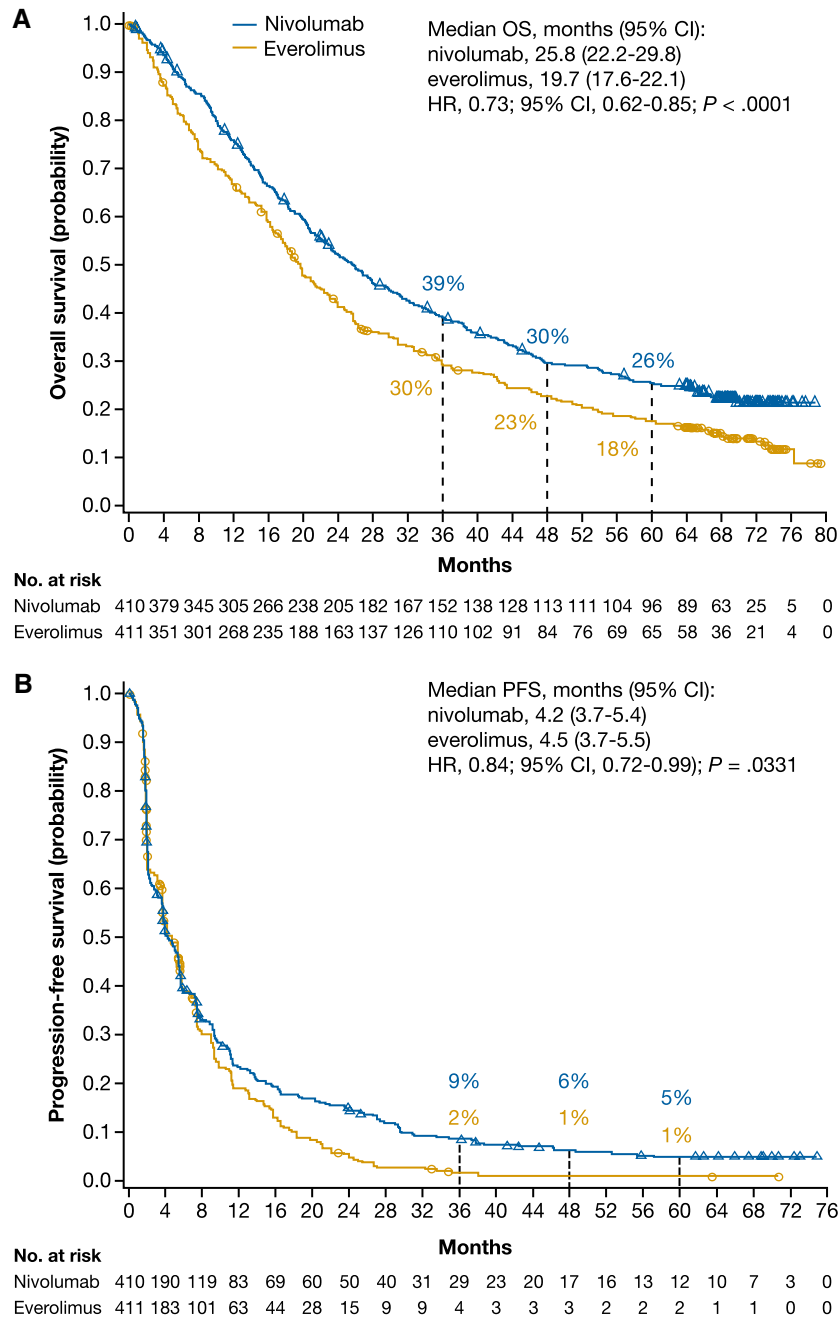 A
Nivolumab
Everolimus
Median OS, months (95% CI):
nivolumab, 25.8 (22.2-29.8)
everolimus, 19.7 (17.6-22.1)
HR, 0.73; 95% CI, 0.62-0.85; P < .0001
Overall survival (probability)
1.0
0.9
0.8
0.7
0.6
0.5
0.4
0.3
0.2
0.1
0.0
39%
30%
26%
30%
23%
18%
0 4 8 12 16 20 24 28 32 36 40 44 48 52 56 60 64 68 72 76 80
Months
No. at risk
Nivolumab 410 379 345 305 266 238 205 182 167 152 138 128 113 111 104 96 89 63 25 5 0
Everolimus 411 351 301 268 235 188 163 137 126 110 102 91 84 76 69 65 58 36 21 4 0
B
Median PFS, months (95% CI):
nivolumab, 4.2 (3.7-5.4)
everolimus, 4.5 (3.7-5.5)
HR, 0.84; 95% CI, 0.72-0.99); P = .0331
Progression-free survival (probability)
1.0
0.9
0.8
0.7
0.6
0.5
0.4
0.3
0.2
0.1
0.0
9%
6%
5%
2%
1%
1%
0 4 8 12 16 20 24 28 32 36 40 44 48 52 56 60 64 68 72 76
Months
No. at risk
Nivolumab 410 190 119 83 69 60 50 40 31 29 23 20 17 16 13 12 10 7 3 0
Everolimus 411 183 101 63 44 28 15 9 9 4 3 3 3 2 2 2 1 1 0 0